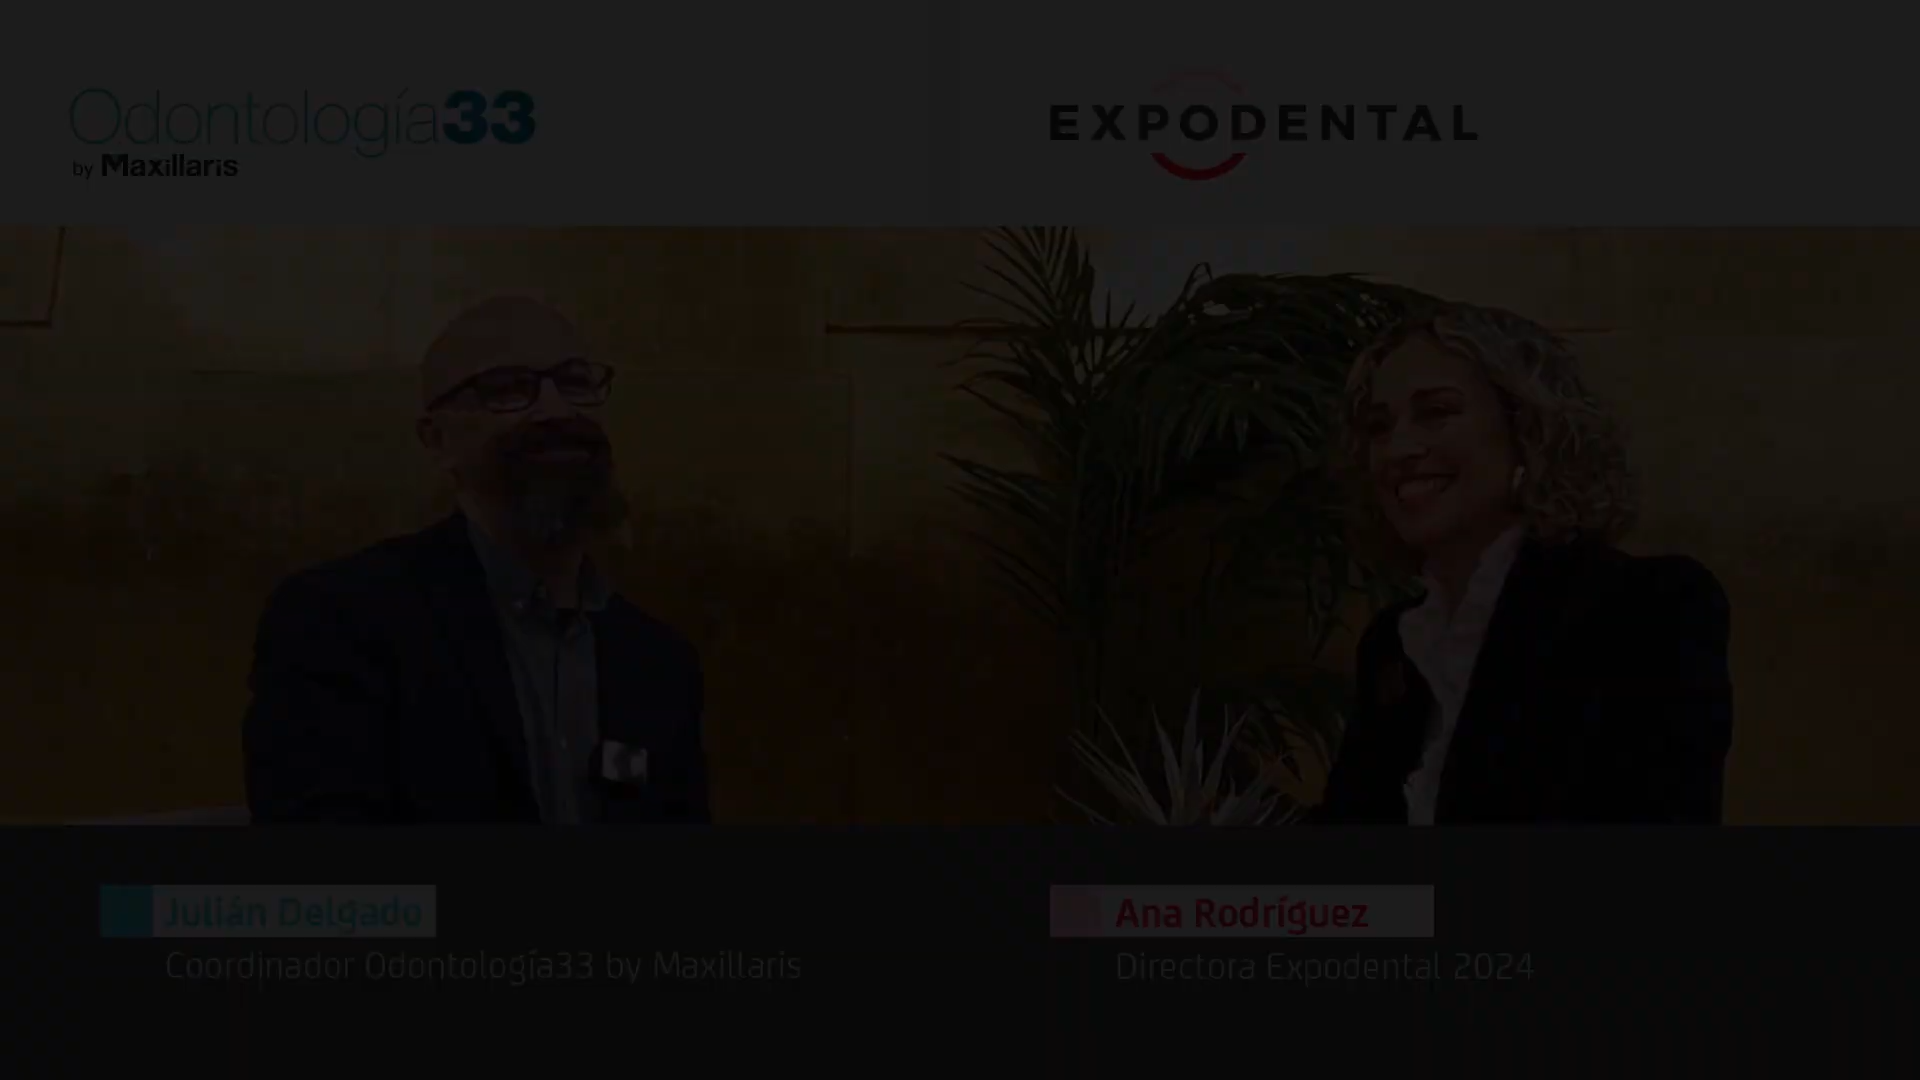 Odontología33
by Maxillaris
EXPODENTAL
Julián Delgado
Coordinador Odontología33 by Maxillaris
Ana Rodríguez
Directora Expodental 2024